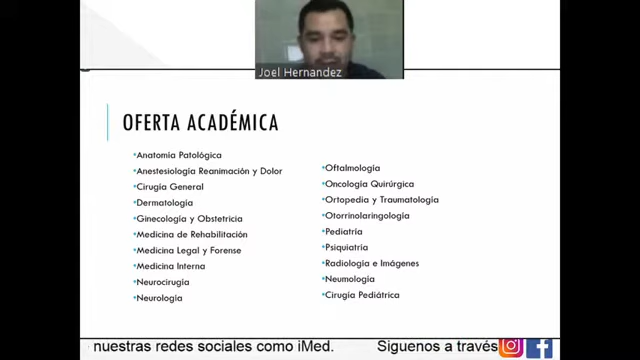 Joel Hernandez
OFERTA ACADÉMICA
•Anatomía Patológica
•Anestesiología Reanimación y Dolor
•Cirugía General
•Dermatología
•Ginecología y Obstetricia
•Medicina de Rehabilitación
•Medicina Legal y Forense
•Medicina Interna
•Neurocirugía
•Neurología
•Oftalmología
•Oncología Quirúrgica
•Ortopedia y Traumatología
•Otorrinolaringología
•Pediatría
•Psiquiatría
•Radiología e Imágenes
•Neumología
•Cirugía Pediátrica
nuestras redes sociales como iMed. Siguenos a través